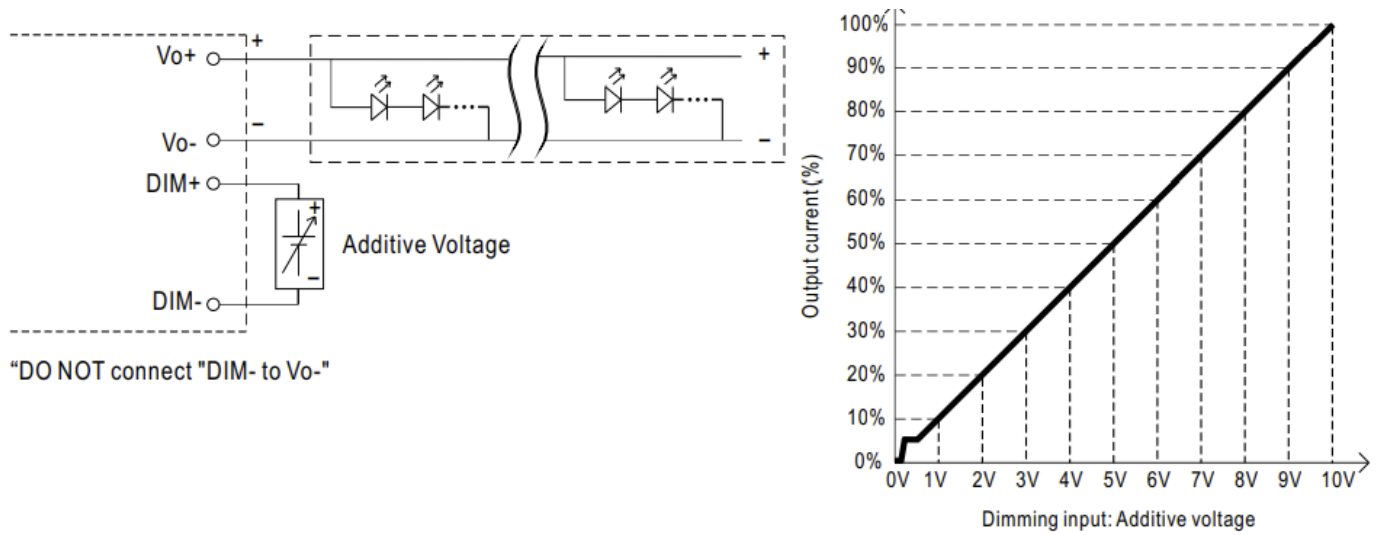 Vo+
+
+
Vo-
−
−
DIM+
+
Additive Voltage
−
DIM-
“DO NOT connect "DIM- to Vo-"
Output current (%)
100%
90%
80%
70%
60%
50%
40%
30%
20%
10%
0%
0V 1V 2V 3V 4V 5V 6V 7V 8V 9V 10V
Dimming input: Additive voltage